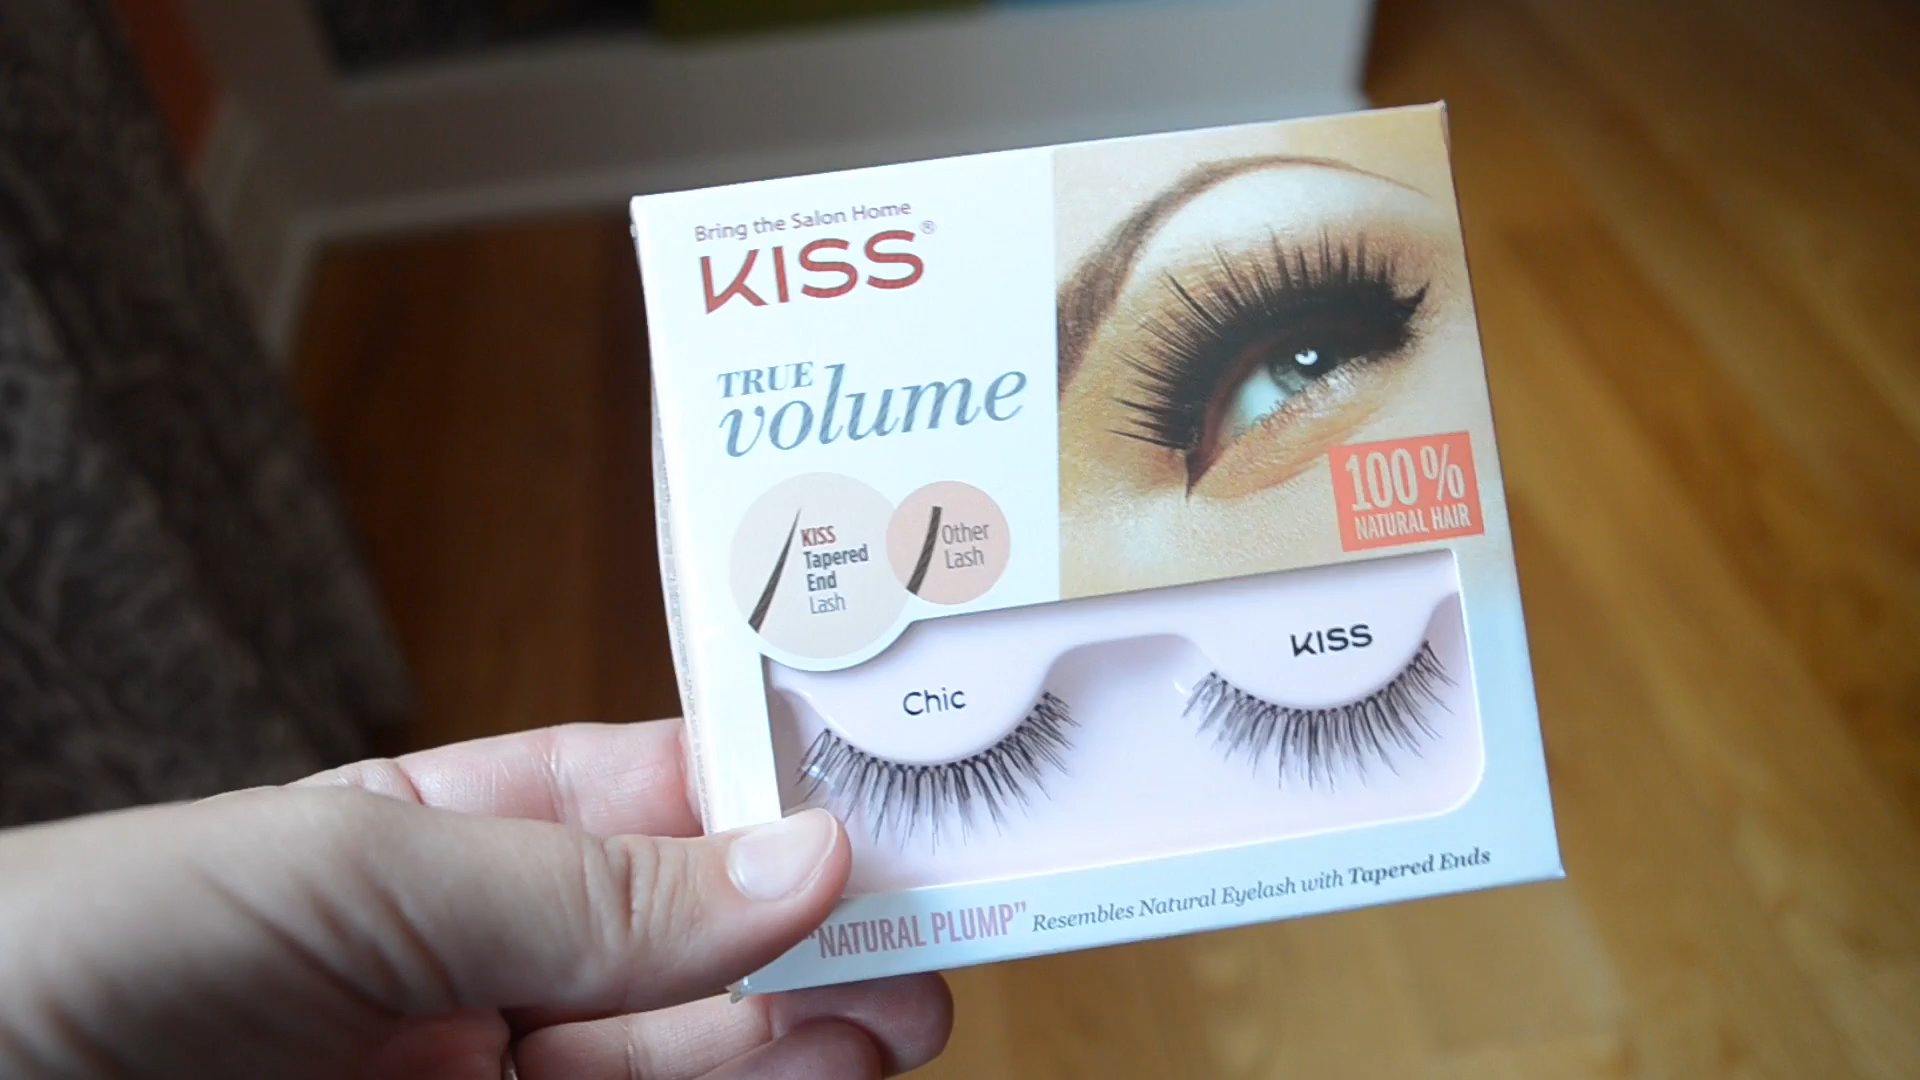 Bring the Salon Home
KISS®
TRUE
volume
KISS
Tapered
End
Lash
Other
Lash
100%
NATURAL HAIR
Chic
KISS
"NATURAL PLUMP" Resembles Natural Eyelash with Tapered Ends